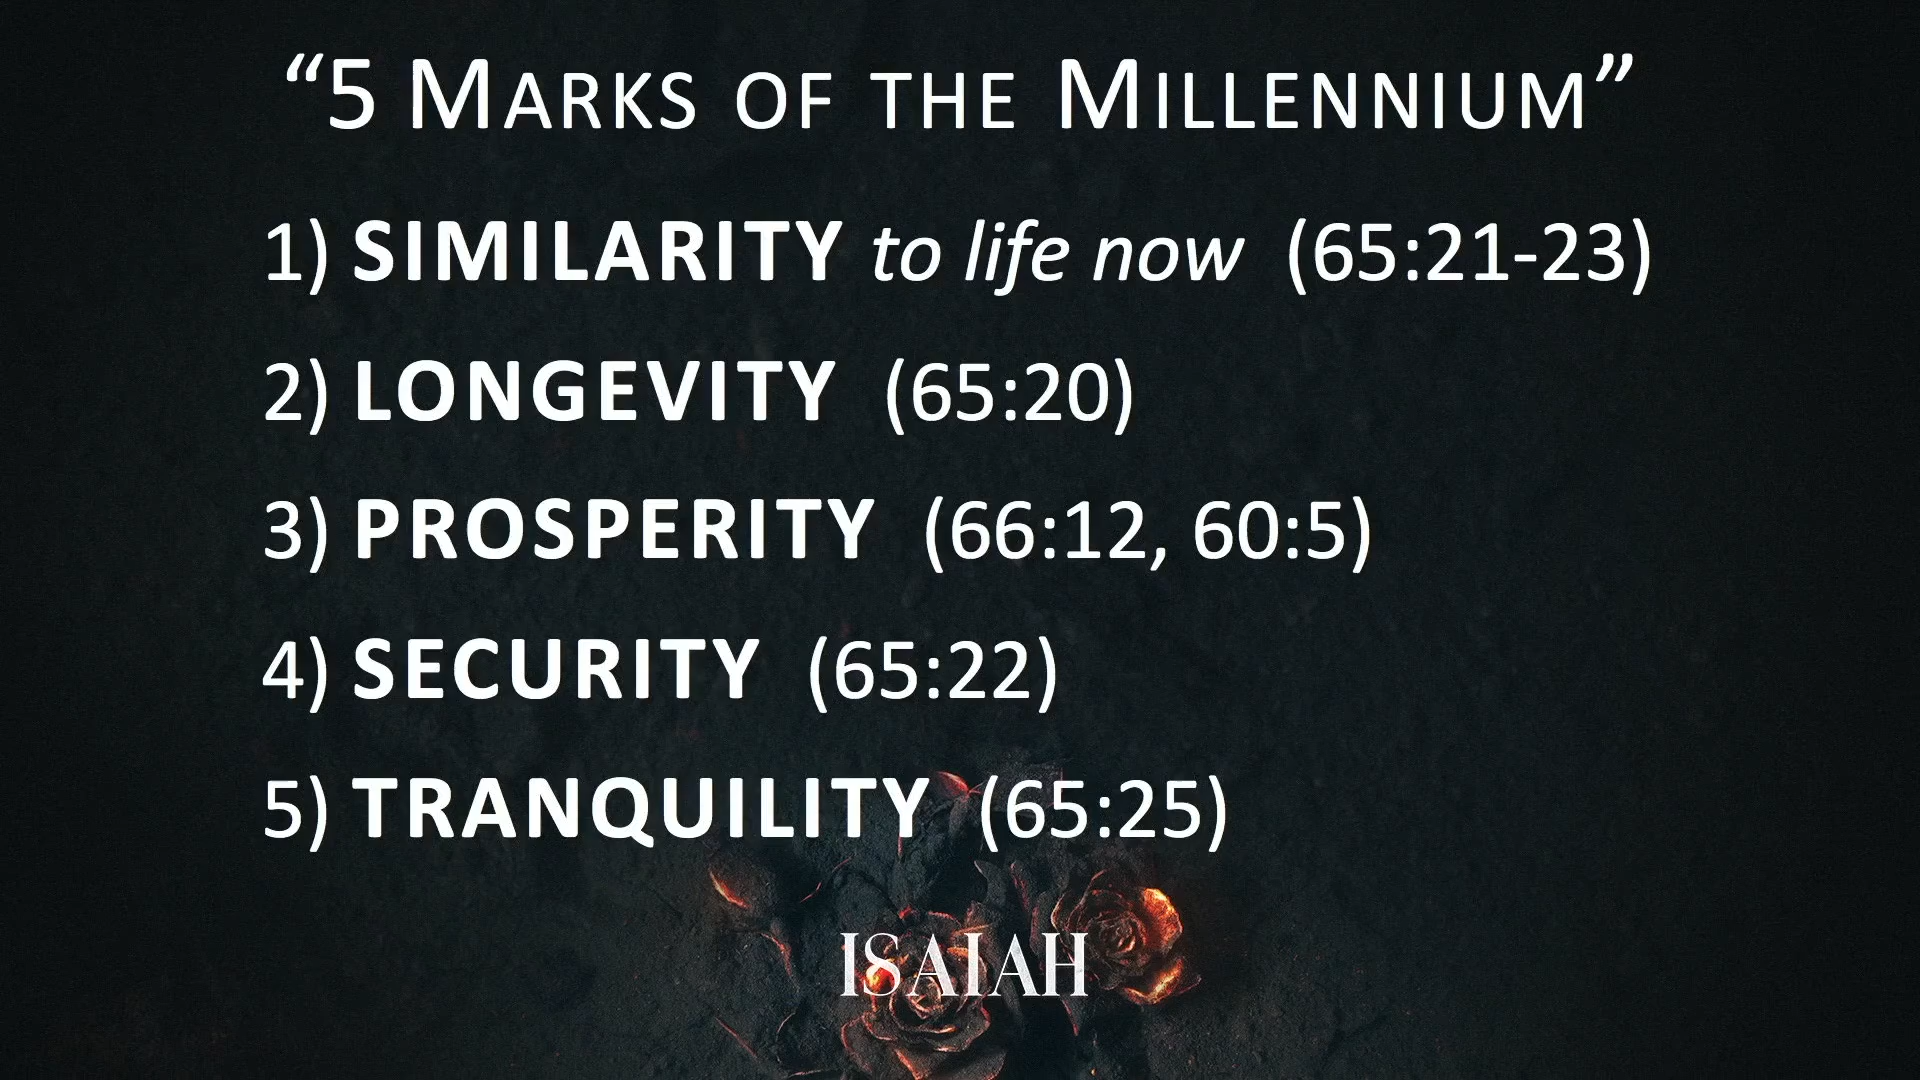 “5 Marks of the Millennium”
1) SIMILARITY to life now (65:21-23)
2) LONGEVITY (65:20)
3) PROSPERITY (66:12, 60:5)
4) SECURITY (65:22)
5) TRANQUILITY (65:25)
ISAIAH